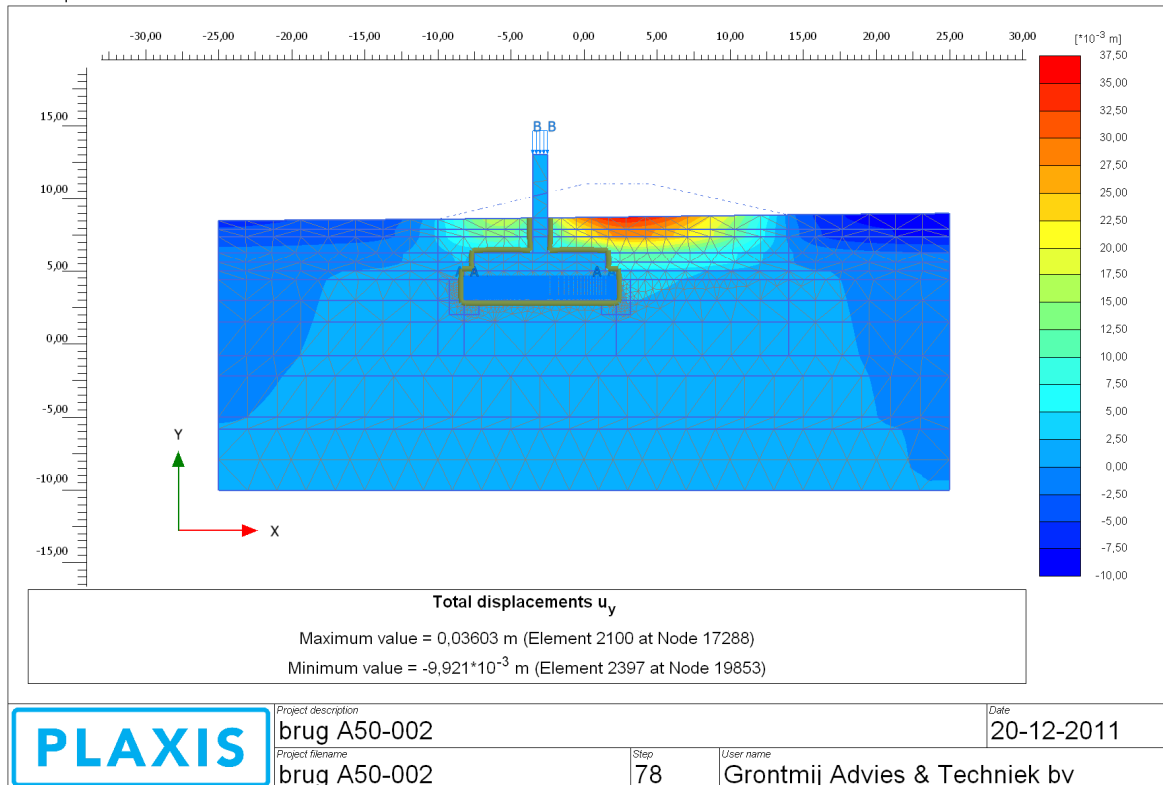 -30,00 -25,00 -20,00 -15,00 -10,00 -5,00 0,00 5,00 10,00 15,00 20,00 25,00 30,00
[*10-3 m]
37,50
35,00
32,50
30,00
27,50
25,00
22,50
20,00
17,50
15,00
12,50
10,00
7,50
5,00
2,50
0,00
-2,50
-5,00
-7,50
-10,00
15,00
10,00
5,00
0,00
-5,00
-10,00
-15,00
B B
A A
A A
Y
X
Total displacements uy
Maximum value = 0,03603 m (Element 2100 at Node 17288)
Minimum value = -9,921*10-3 m (Element 2397 at Node 19853)
PLAXIS
Project description
brug A50-002
Date
20-12-2011
Project filename
brug A50-002
Step
78
User name
Grontmij Advies & Techniek bv